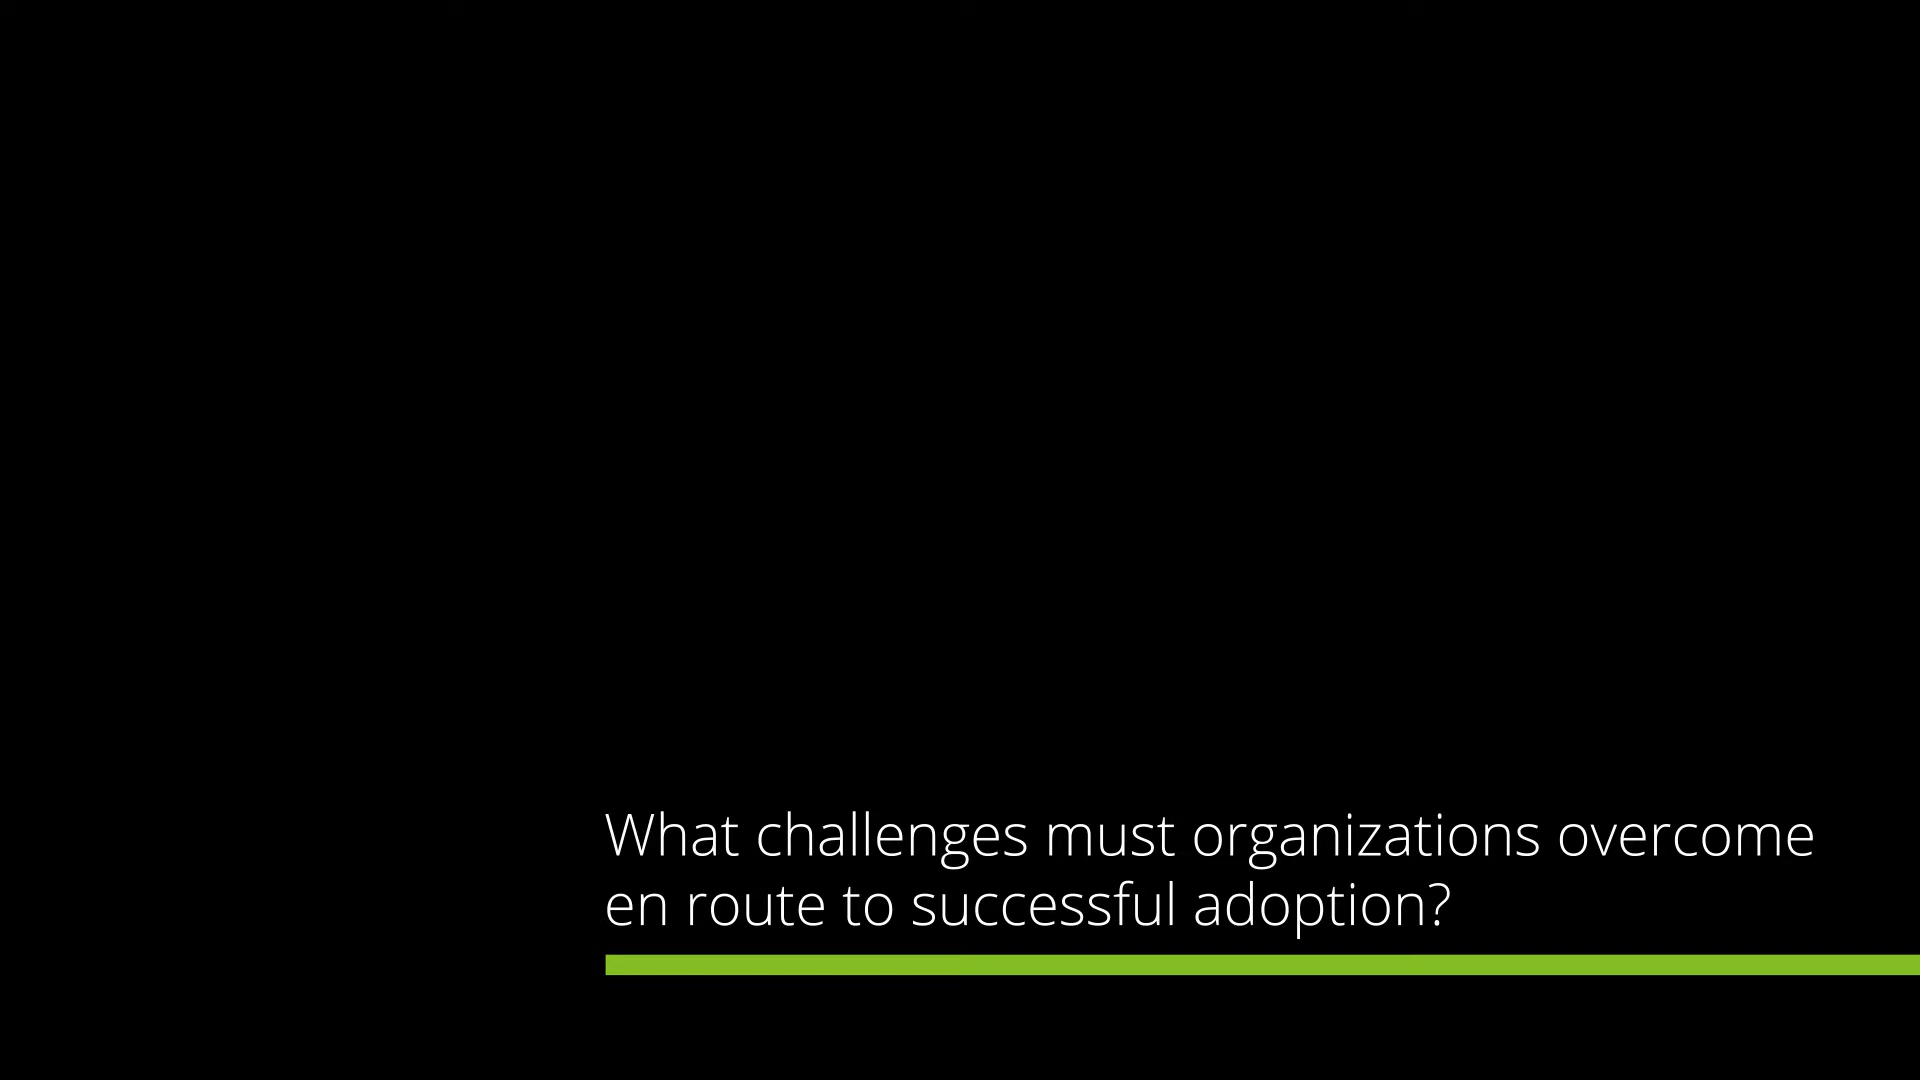 What challenges must organizations overcome
en route to successful adoption?